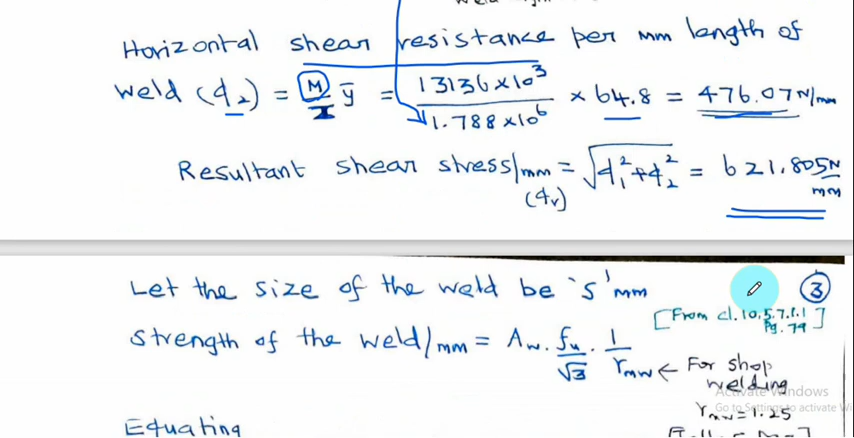 Horizontal shear resistance per mm length of
weld (q₂) = M/I ȳ = 13136×10³/1.788×10⁶ × 64.8 = 476.07 N/mm
Resultant shear stress/mm = √q₁²+q₂² = 621.805 N/mm
(qᵣ)
Let the size of the weld be 's' mm
③
[From cl. 10.5.7.1.1
Pg. 79]
Strength of the weld/mm = Aw. fu/√3 . 1/γmw ← For shop
welding
γmw = 1.25
Activate Windows
Go to Settings to activate Wi
Equating